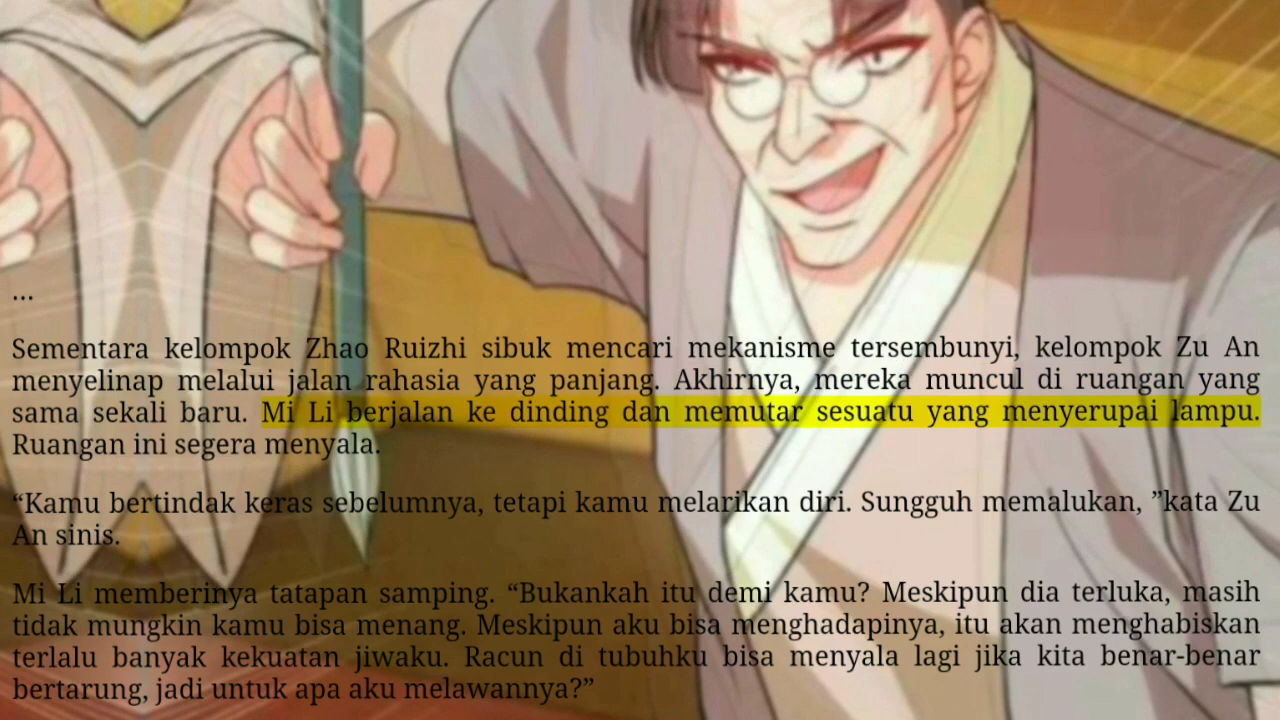 ...
Sementara kelompok Zhao Ruizhi sibuk mencari mekanisme tersembunyi, kelompok Zu An
menyelinap melalui jalan rahasia yang panjang. Akhirnya, mereka muncul di ruangan yang
sama sekali baru. Mi Li berjalan ke dinding dan memutar sesuatu yang menyerupai lampu.
Ruangan ini segera menyala.
“Kamu bertindak keras sebelumnya, tetapi kamu melarikan diri. Sungguh memalukan, ”kata Zu
An sinis.
Mi Li memberinya tatapan samping. “Bukankah itu demi kamu? Meskipun dia terluka, masih
tidak mungkin kamu bisa menang. Meskipun aku bisa menghadapinya, itu akan menghabiskan
terlalu banyak kekuatan jiwaku. Racun di tubuhku bisa menyala lagi jika kita benar-benar
bertarung, jadi untuk apa aku melawannya?”